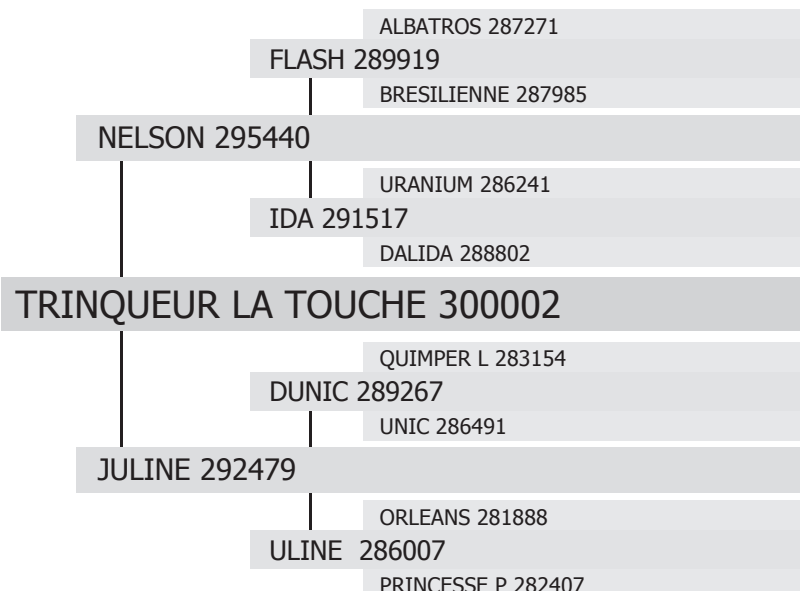 ALBATROS 287271
FLASH 289919
BRESILIENNE 287985
NELSON 295440
URANIUM 286241
IDA 291517
DALIDA 288802
TRINQUEUR LA TOUCHE 300002
QUIMPER L 283154
DUNIC 289267
UNIC 286491
JULINE 292479
ORLEANS 281888
ULINE 286007
PRINCESSE P 282407